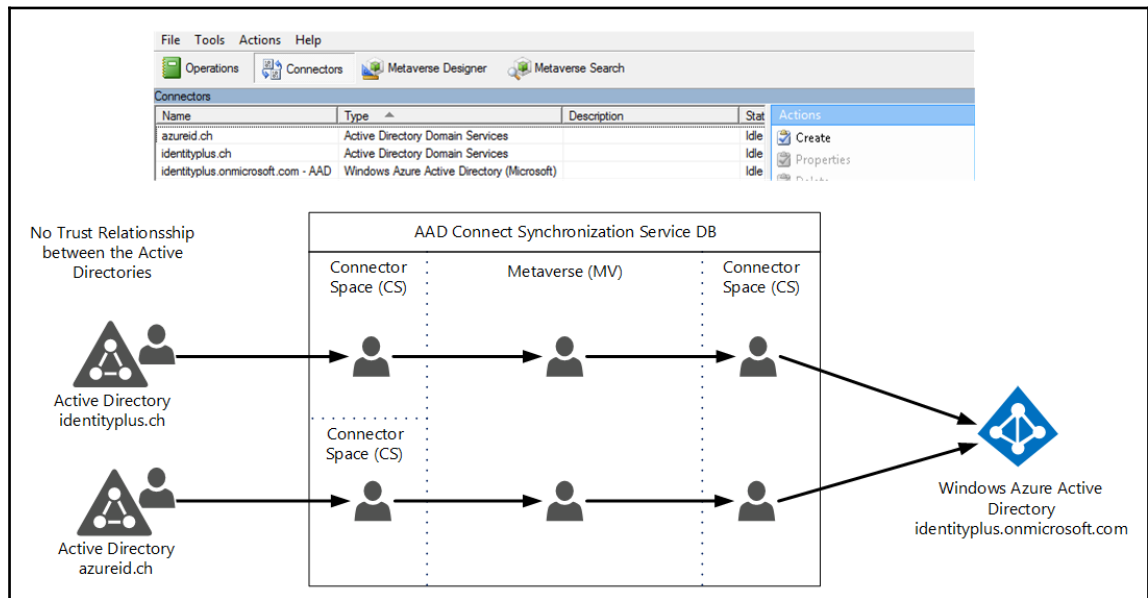 File Tools Actions Help
Operations Connectors Metaverse Designer Metaverse Search
Connectors
Name Type Description Stat Actions
azureid.ch Active Directory Domain Services Idle Create
identityplus.ch Active Directory Domain Services Idle Properties
identityplus.onmicrosoft.com - AAD Windows Azure Active Directory (Microsoft) Idle
No Trust Relationsship
between the Active
Directories
AAD Connect Synchronization Service DB
Connector
Space (CS)
Metaverse (MV)
Connector
Space (CS)
Active Directory
identityplus.ch
Connector
Space (CS)
Active Directory
azureid.ch
Windows Azure Active
Directory
identityplus.onmicrosoft.com